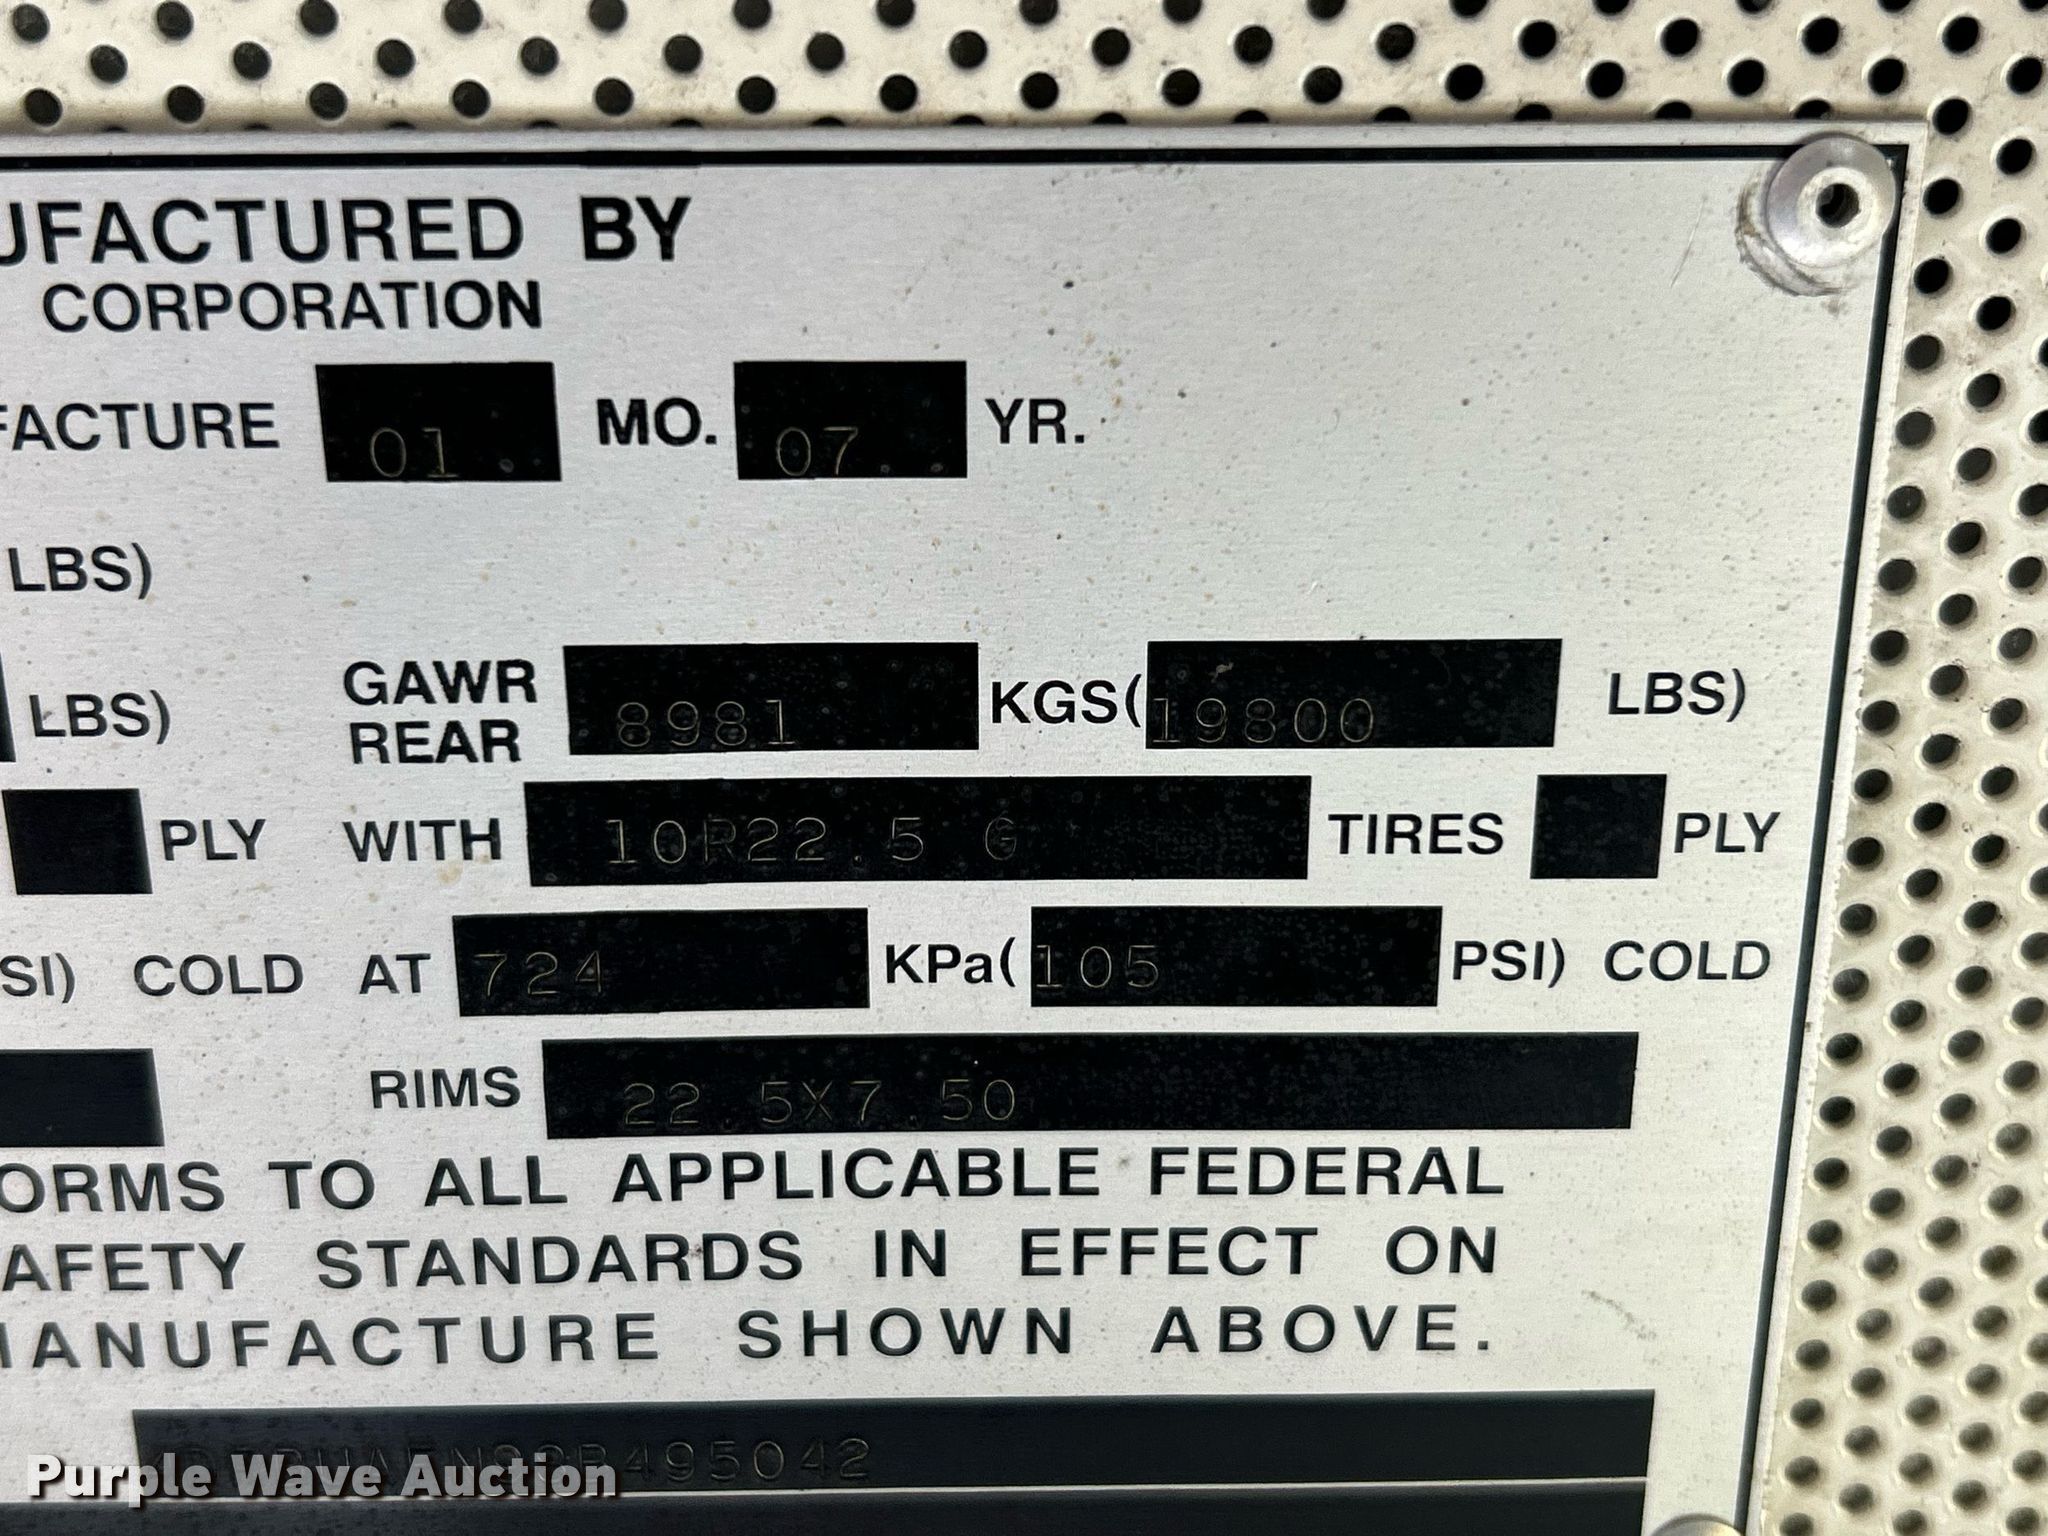 UFACTURED BY
CORPORATION
FACTURE 01 MO. 07 YR.
LBS)
LBS) GAWR REAR 8981 KGS(19800 LBS)
PLY WITH 10R22.5 G TIRES PLY
SI) COLD AT 724 KPa(105 PSI) COLD
RIMS 22.5X7.50
ORMS TO ALL APPLICABLE FEDERAL
AFETY STANDARDS IN EFFECT ON
MANUFACTURE SHOWN ABOVE.
Purple Wave Auction